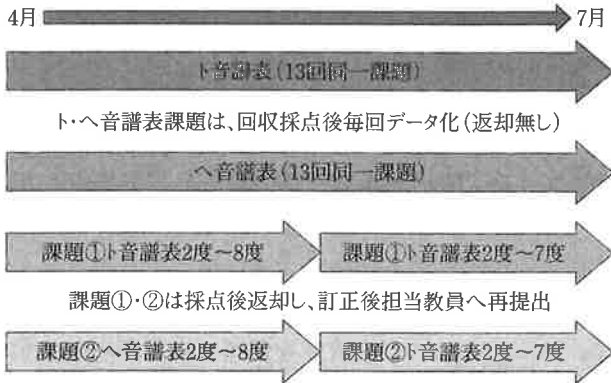 4月 7月
ト音譜表(13回同一課題)
ト・ヘ音譜表課題は、回収採点後毎回データ化(返却無し)
ヘ音譜表(13回同一課題)
課題①ト音譜表2度～8度 課題①ト音譜表2度～7度
課題①・②は採点後返却し、訂正後担当教員へ再提出
課題②ヘ音譜表2度～8度 課題②ト音譜表2度～7度